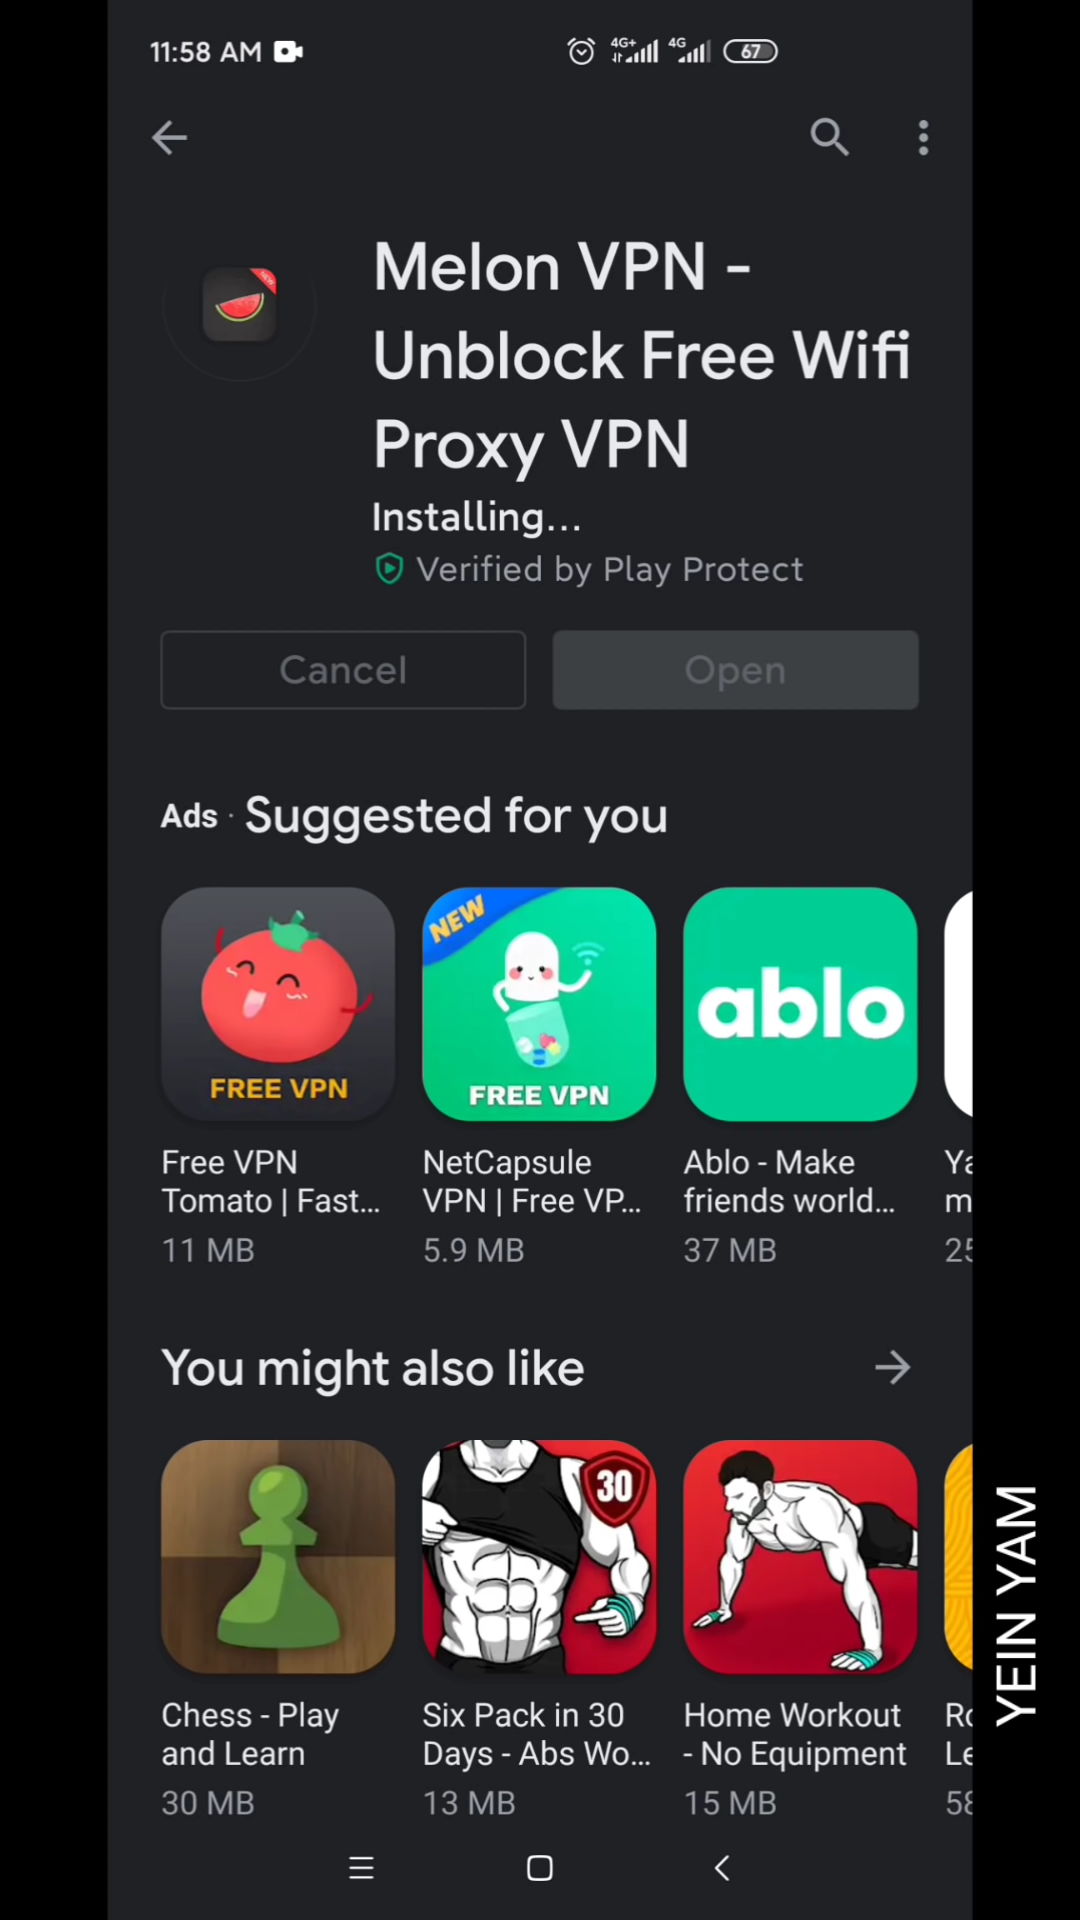 11:58 AM
4G+
4G
67
Melon VPN -
Unblock Free Wifi
Proxy VPN
NEW
Installing...
Verified by Play Protect
Cancel
Open
Ads · Suggested for you
FREE VPN
NEW
FREE VPN
ablo
Free VPN
Tomato | Fast...
11 MB
NetCapsule
VPN | Free VP...
5.9 MB
Ablo - Make
friends world...
37 MB
You might also like
30
Chess - Play
and Learn
30 MB
Six Pack in 30
Days - Abs Wo...
13 MB
Home Workout
- No Equipment
15 MB
YEIN YAM